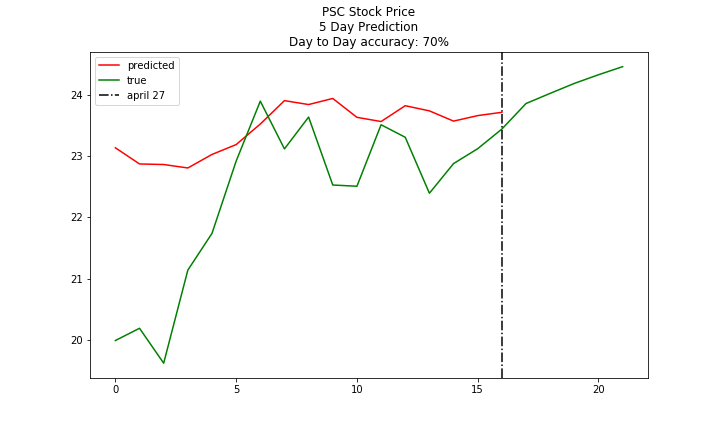 PSC Stock Price
5 Day Prediction
Day to Day accuracy: 70%
predicted
true
april 27
24
23
22
21
20
0 5 10 15 20